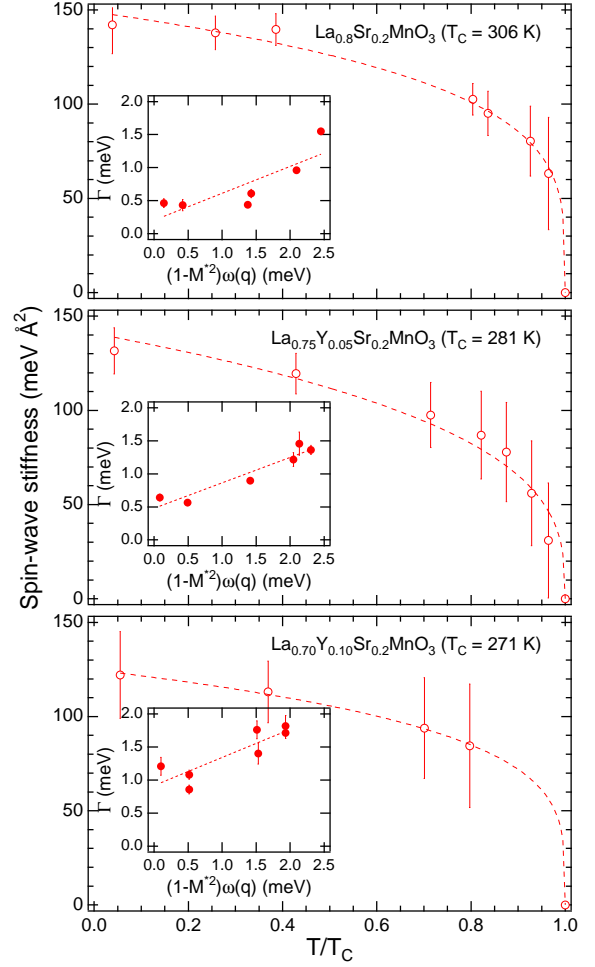 La0.8Sr0.2MnO3 (TC = 306 K)
150
100
50
0
2.0
1.5
1.0
0.5
0.0
Γ (meV)
0.0 0.5 1.0 1.5 2.0 2.5
(1-M*2)ω(q) (meV)
La0.75Y0.05Sr0.2MnO3 (TC = 281 K)
150
100
50
0
2.0
1.5
1.0
0.5
0.0
Γ (meV)
0.0 0.5 1.0 1.5 2.0 2.5
(1-M*2)ω(q) (meV)
Spin-wave stiffness (meV Å2)
La0.70Y0.10Sr0.2MnO3 (TC = 271 K)
150
100
50
0
2.0
1.5
1.0
0.5
0.0
Γ (meV)
0.0 0.5 1.0 1.5 2.0 2.5
(1-M*2)ω(q) (meV)
0.0 0.2 0.4 0.6 0.8 1.0
T/TC